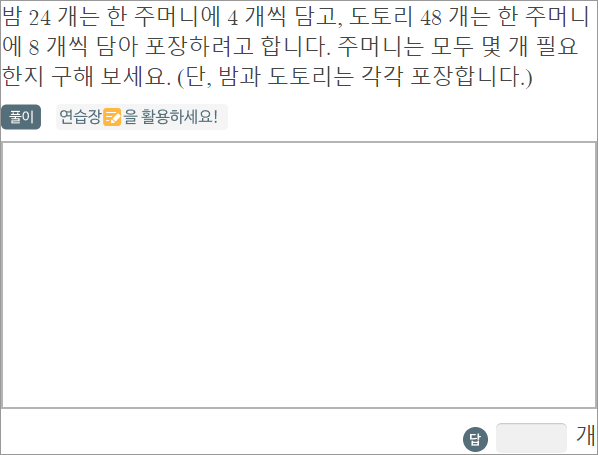 밤 24 개는 한 주머니에 4 개씩 담고, 도토리 48 개는 한 주머니
에 8 개씩 담아 포장하려고 합니다. 주머니는 모두 몇 개 필요
한지 구해 보세요. (단, 밤과 도토리는 각각 포장합니다.)
풀이 연습장을 활용하세요!
답 개